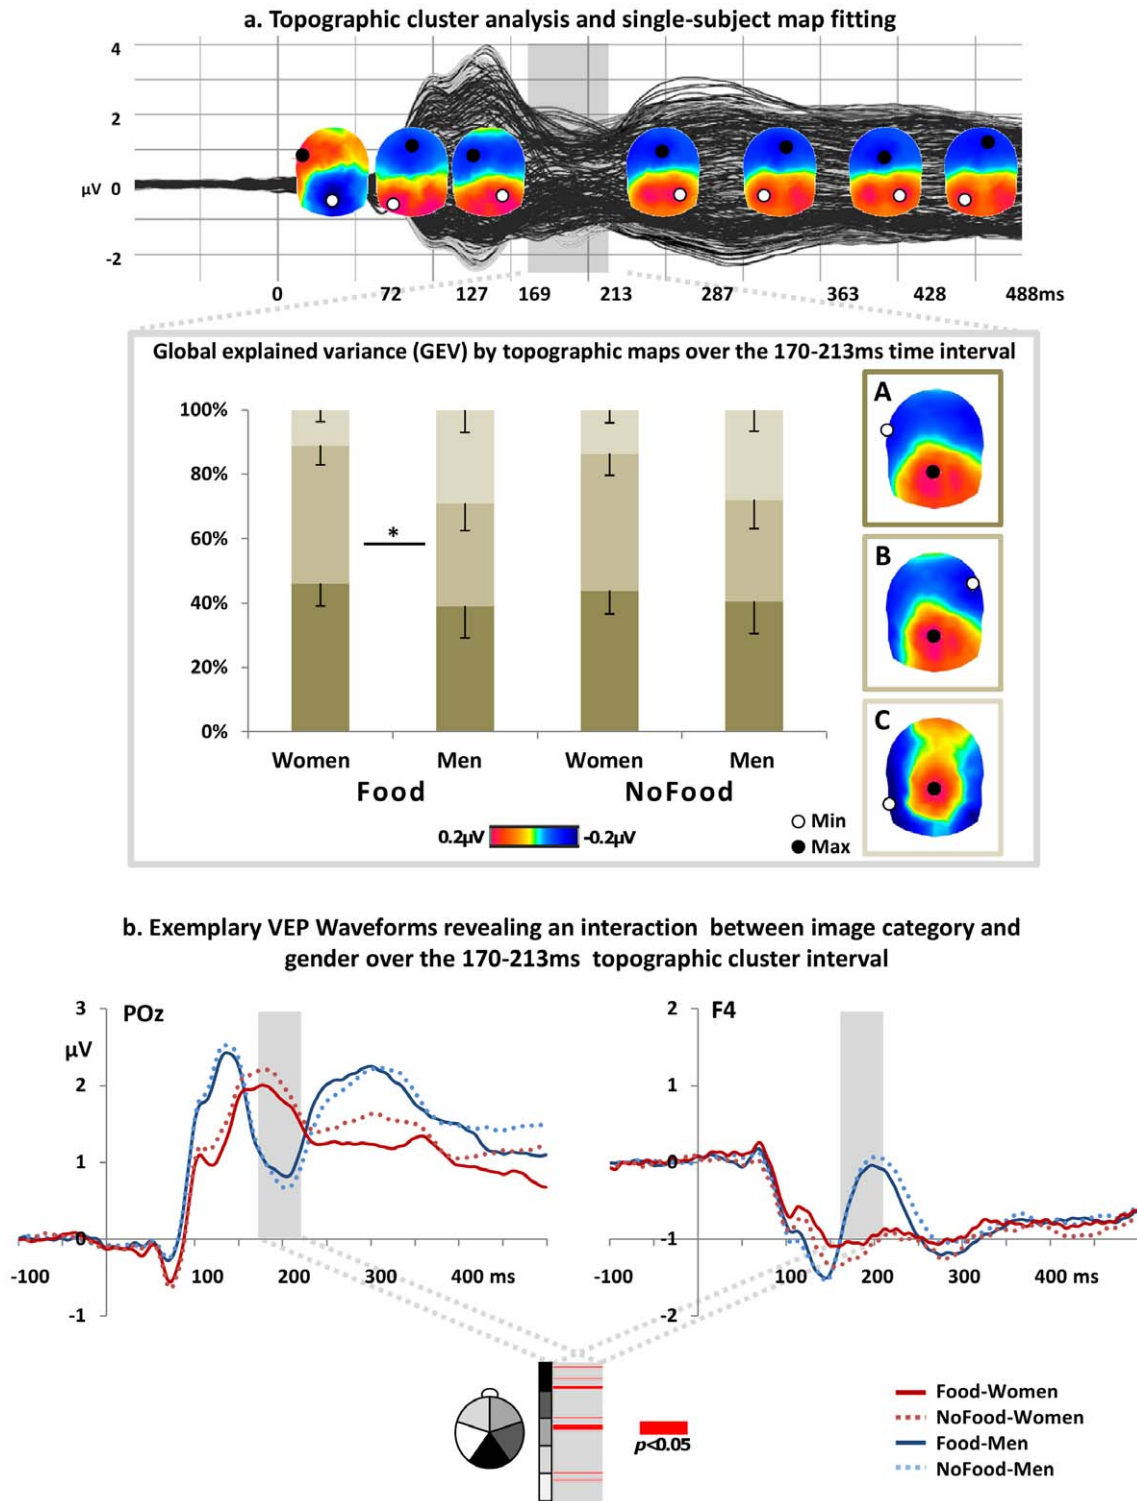 a. Topographic cluster analysis and single-subject map fitting
4
2
µV
0
-2
0 72 127 169 213 287 363 428 488ms
Global explained variance (GEV) by topographic maps over the 170-213ms time interval
100%
80%
60%
40%
20%
0%
*
Women Men Women Men
Food NoFood
0.2µV -0.2µV
A
B
C
Min
Max
b. Exemplary VEP Waveforms revealing an interaction between image category and
gender over the 170-213ms topographic cluster interval
POz
µV
3
2
1
0
-1
-100 100 200 300 400 ms
F4
2
1
0
-1
-2
-100 100 200 300 400 ms
p<0.05
Food-Women
NoFood-Women
Food-Men
NoFood-Men